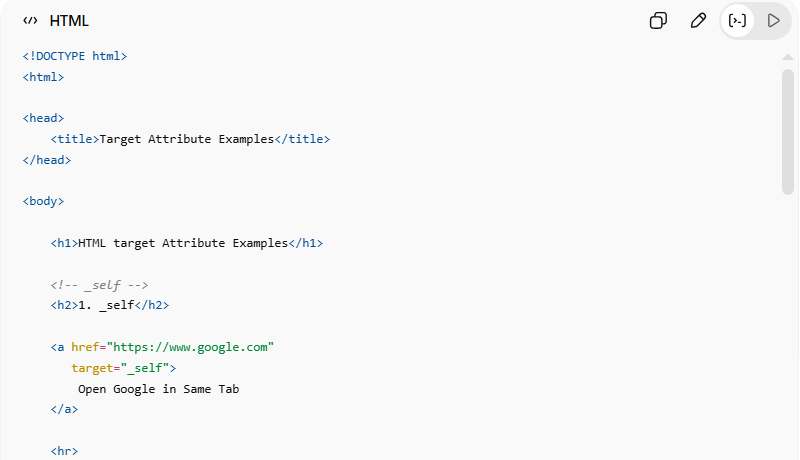 </> HTML
<!DOCTYPE html>
<html>
<head>
<title>Target Attribute Examples</title>
</head>
<body>
<h1>HTML target Attribute Examples</h1>
<!-- _self -->
<h2>1. _self</h2>
<a href="https://www.google.com"
target="_self">
Open Google in Same Tab
</a>
<hr>